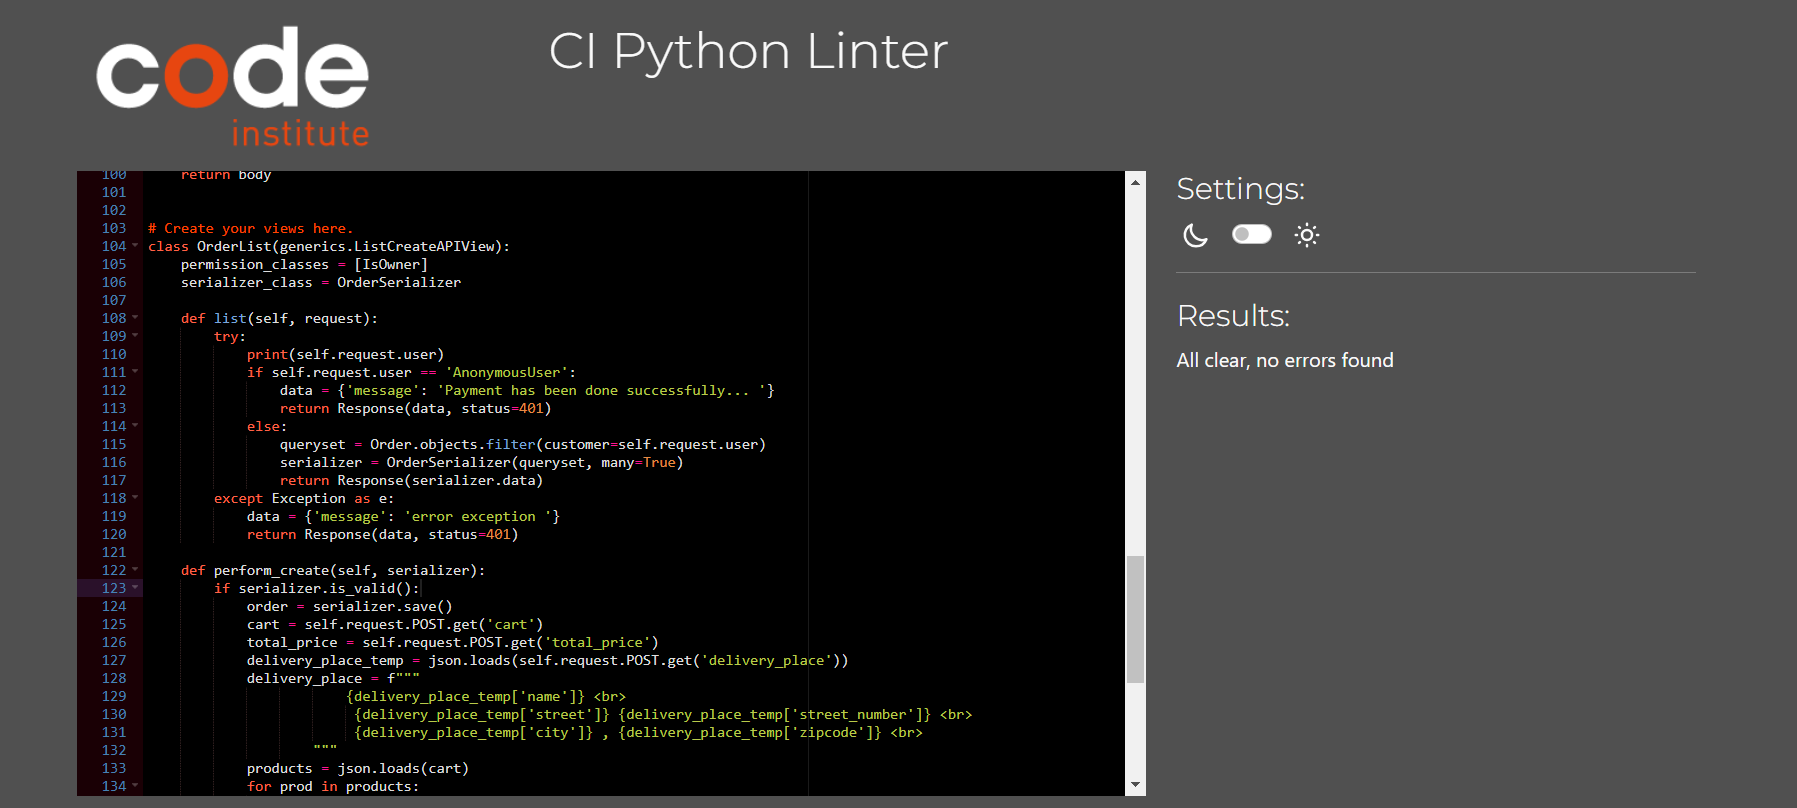 code
institute
CI Python Linter
100 return body
101
102
103 # Create your views here.
104 class OrderList(generics.ListCreateAPIView):
105 permission_classes = [IsOwner]
106 serializer_class = OrderSerializer
107
108 def list(self, request):
109 try:
110 print(self.request.user)
111 if self.request.user == 'AnonymousUser':
112 data = {'message': 'Payment has been done successfully... '}
113 return Response(data, status=401)
114 else:
115 queryset = Order.objects.filter(customer=self.request.user)
116 serializer = OrderSerializer(queryset, many=True)
117 return Response(serializer.data)
118 except Exception as e:
119 data = {'message': 'error exception '}
120 return Response(data, status=401)
121
122 def perform_create(self, serializer):
123 if serializer.is_valid():
124 order = serializer.save()
125 cart = self.request.POST.get('cart')
126 total_price = self.request.POST.get('total_price')
127 delivery_place_temp = json.loads(self.request.POST.get('delivery_place'))
128 delivery_place = f"""
129 {delivery_place_temp['name']} <br>
130 {delivery_place_temp['street']} {delivery_place_temp['street_number']} <br>
131 {delivery_place_temp['city']} , {delivery_place_temp['zipcode']} <br>
132 """
133 products = json.loads(cart)
134 for prod in products:
Settings:
Results:
All clear, no errors found